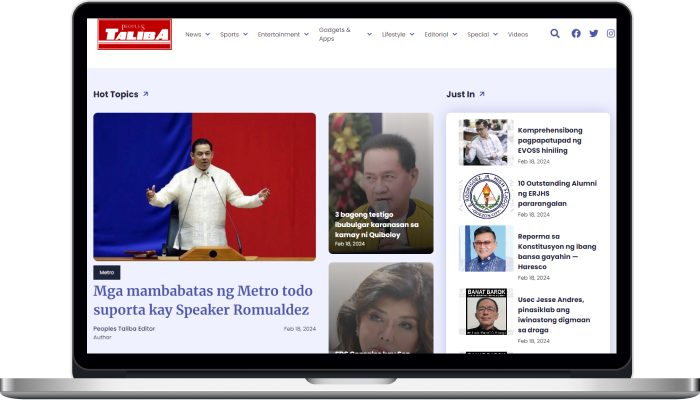 PEOPLES
TALIBA
News
Sports
Entertainment
Gadgets &
Apps
Lifestyle
Editorial
Special
Videos
Hot Topics
Just In
3 bagong testigo
ibubulgar karanasan sa
kamay ni Quiboloy
Feb 18, 2024
Metro
Mga mambabatas ng Metro todo
suporta kay Speaker Romualdez
Peoples Taliba Editor
Author
Feb 18, 2024
Komprehensibong
pagpapatupad ng
EVOSS hiniling
Feb 18, 2024
10 Outstanding Alumni
ng ERJHS
pararangalan
Feb 18, 2024
Reporma sa
Konstitusyon ng ibang
bansa gayahin —
Haresco
Feb 18, 2024
BANAT BAROK
Usec Jesse Andres,
pinasiklab ang
iwinastong digmaan
sa droga
Feb 18, 2024